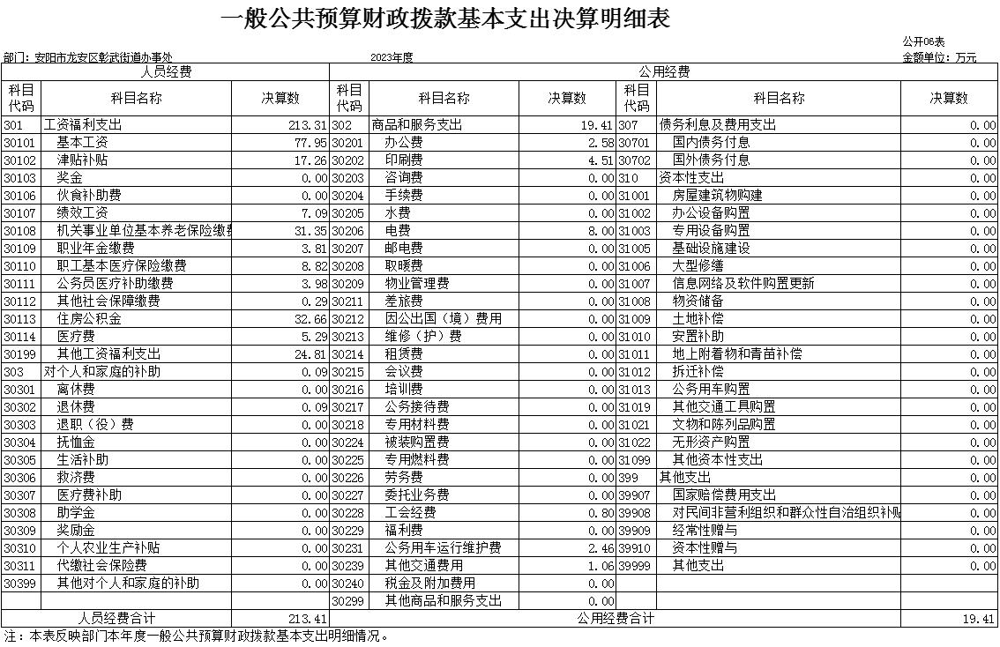 一般公共预算财政拨款基本支出决算明细表
公开06表
部门：安阳市龙安区彰武街道办事处 2023年度 金额单位：万元
人员经费 公用经费
科目代码 科目名称 决算数 科目代码 科目名称 决算数 科目代码 科目名称 决算数
301 工资福利支出 213.31 302 商品和服务支出 19.41 307 债务利息及费用支出 0.00
30101 基本工资 77.95 30201 办公费 2.58 30701 国内债务付息 0.00
30102 津贴补贴 17.26 30202 印刷费 4.51 30702 国外债务付息 0.00
30103 奖金 0.00 30203 咨询费 0.00 310 资本性支出 0.00
30106 伙食补助费 0.00 30204 手续费 0.00 31001 房屋建筑物购建 0.00
30107 绩效工资 7.09 30205 水费 0.00 31002 办公设备购置 0.00
30108 机关事业单位基本养老保险缴费 31.35 30206 电费 8.00 31003 专用设备购置 0.00
30109 职业年金缴费 3.81 30207 邮电费 0.00 31005 基础设施建设 0.00
30110 职工基本医疗保险缴费 8.82 30208 取暖费 0.00 31006 大型修缮 0.00
30111 公务员医疗补助缴费 3.98 30209 物业管理费 0.00 31007 信息网络及软件购置更新 0.00
30112 其他社会保障缴费 0.29 30211 差旅费 0.00 31008 物资储备 0.00
30113 住房公积金 32.66 30212 因公出国（境）费用 0.00 31009 土地补偿 0.00
30114 医疗费 5.29 30213 维修（护）费 0.00 31010 安置补助 0.00
30199 其他工资福利支出 24.81 30214 租赁费 0.00 31011 地上附着物和青苗补偿 0.00
303 对个人和家庭的补助 0.09 30215 会议费 0.00 31012 拆迁补偿 0.00
30301 离休费 0.00 30216 培训费 0.00 31013 公务用车购置 0.00
30302 退休费 0.09 30217 公务接待费 0.00 31019 其他交通工具购置 0.00
30303 退职（役）费 0.00 30218 专用材料费 0.00 31021 文物和陈列品购置 0.00
30304 抚恤金 0.00 30224 被装购置费 0.00 31022 无形资产购置 0.00
30305 生活补助 0.00 30225 专用燃料费 0.00 31099 其他资本性支出 0.00
30306 救济费 0.00 30226 劳务费 0.00 399 其他支出 0.00
30307 医疗费补助 0.00 30227 委托业务费 0.00 39907 国家赔偿费用支出 0.00
30308 助学金 0.00 30228 工会经费 0.80 39908 对民间非营利组织和群众性自治组织补贴 0.00
30309 奖励金 0.00 30229 福利费 0.00 39909 经常性赠与 0.00
30310 个人农业生产补贴 0.00 30231 公务用车运行维护费 2.46 39910 资本性赠与 0.00
30311 代缴社会保险费 0.00 30239 其他交通费用 1.06 39999 其他支出 0.00
30399 其他对个人和家庭的补助 0.00 30240 税金及附加费用 0.00
30299 其他商品和服务支出 0.00
人员经费合计 213.41 公用经费合计 19.41
注：本表反映部门本年度一般公共预算财政拨款基本支出明细情况。